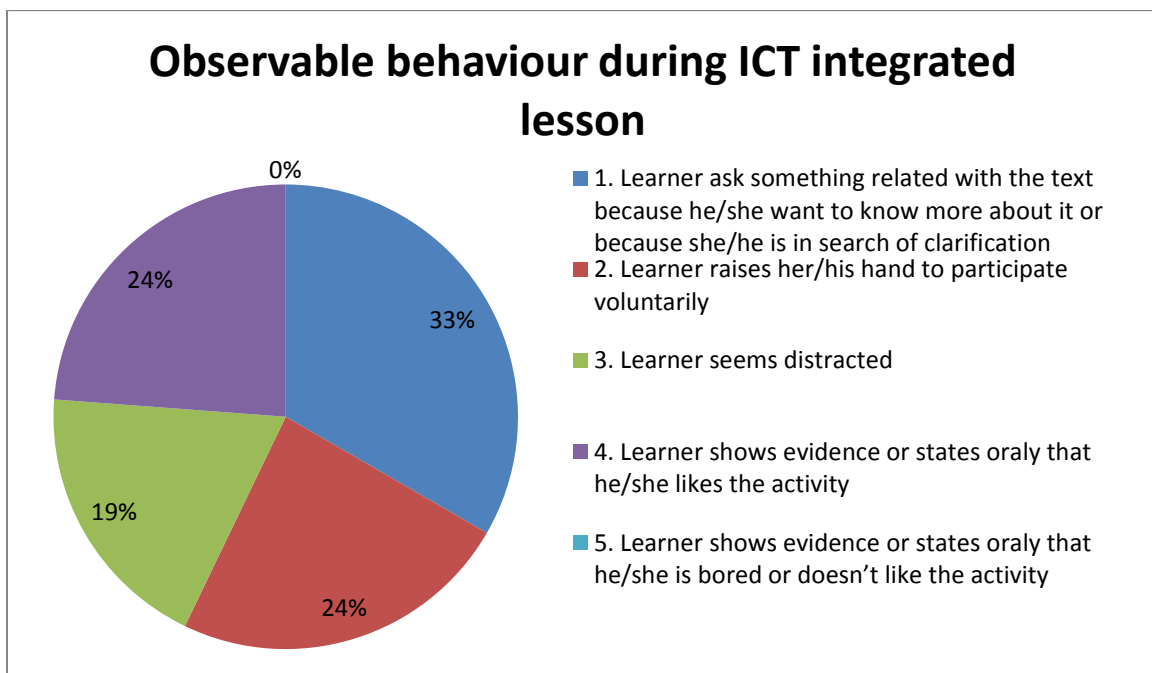 Observable behaviour during ICT integrated
lesson
0%
33%
24%
19%
24%
1. Learner ask something related with the text
because he/she want to know more about it or
because she/he is in search of clarification
2. Learner raises her/his hand to participate
voluntarily
3. Learner seems distracted
4. Learner shows evidence or states oraly that
he/she likes the activity
5. Learner shows evidence or states oraly that
he/she is bored or doesn’t like the activity